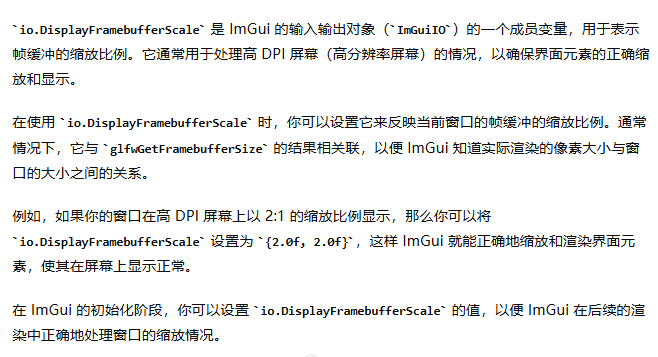 `io.DisplayFramebufferScale` 是 ImGui 的输入输出对象（`ImGuiIO`）的一个成员变量，用于表示
帧缓冲的缩放比例。它通常用于处理高 DPI 屏幕（高分辨率屏幕）的情况，以确保界面元素的正确缩
放和显示。
在使用 `io.DisplayFramebufferScale` 时，你可以设置它来反映当前窗口的帧缓冲的缩放比例。通常
情况下，它与 `glfwGetFramebufferSize` 的结果相关联，以便 ImGui 知道实际渲染的像素大小与窗
口的大小之间的关系。
例如，如果你的窗口在高 DPI 屏幕上以 2:1 的缩放比例显示，那么你可以将
`io.DisplayFramebufferScale` 设置为 `{2.0f, 2.0f}`，这样 ImGui 就能正确地缩放和渲染界面元
素，使其在屏幕上显示正常。
在 ImGui 的初始化阶段，你可以设置 `io.DisplayFramebufferScale` 的值，以便 ImGui 在后续的渲
染中正确地处理窗口的缩放情况。